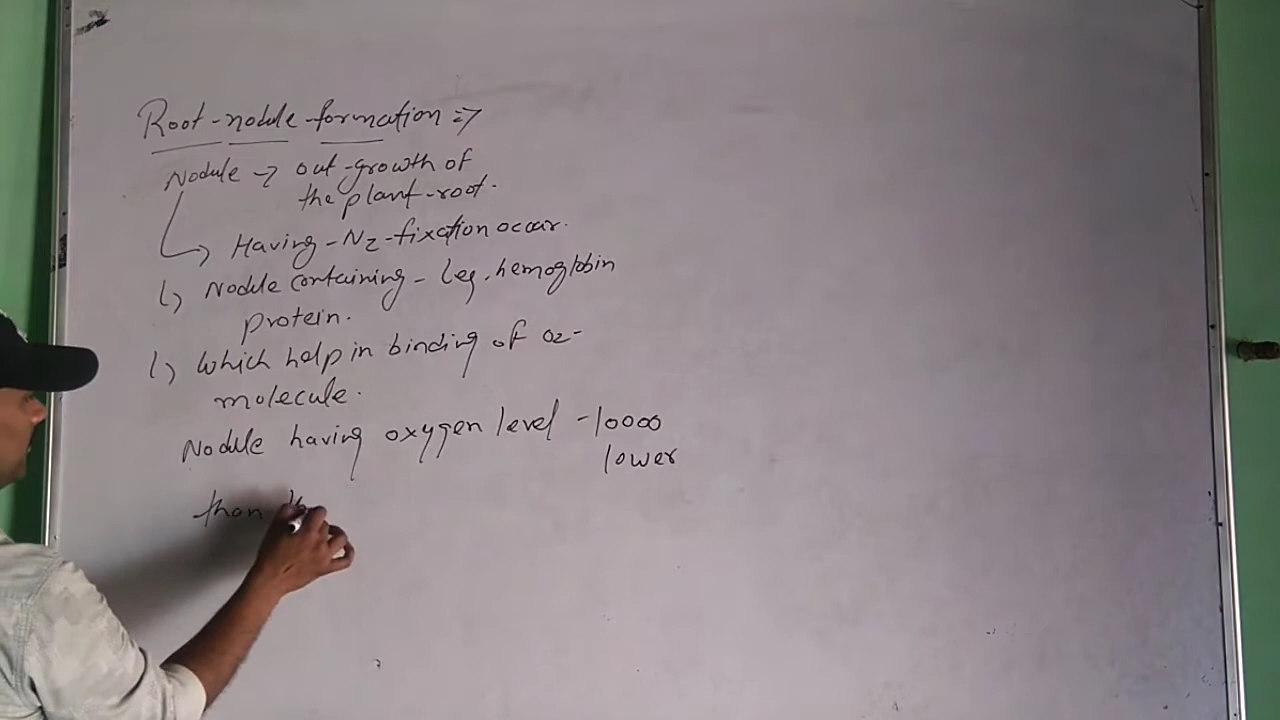 Root-nodule-formation =>
Nodule -> out-growth of
the plant-root.
Having-N2-fixation occur.
Nodule containing- leg.hemoglobin
protein.
which help in binding of O2-
molecule.
Nodule having oxygen level -10000
lower
than